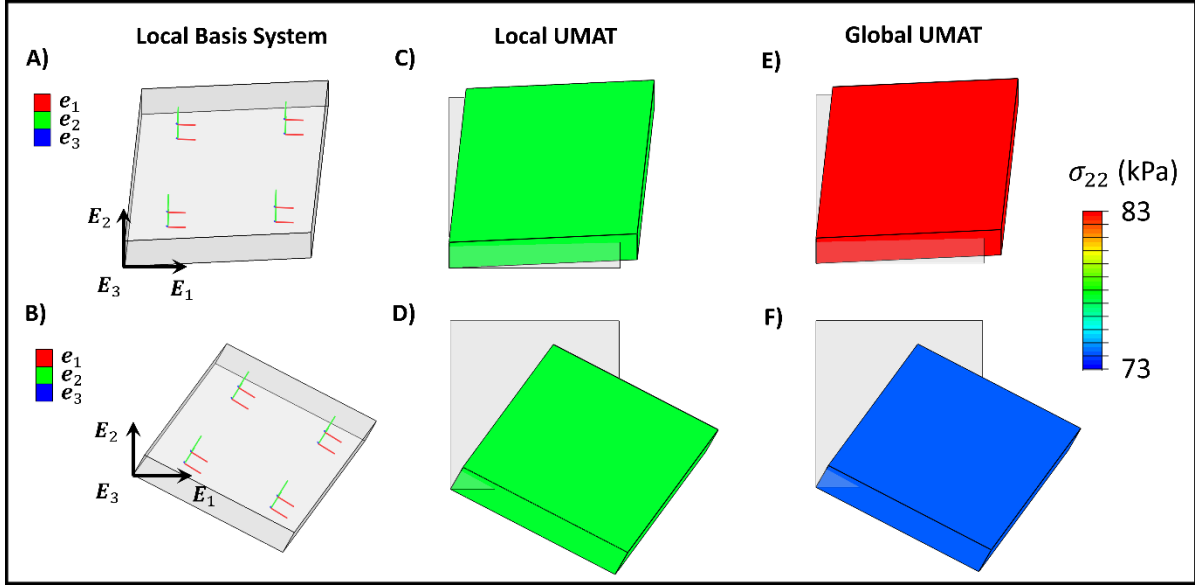 Local Basis System
Local UMAT
Global UMAT
A)
C)
E)
e₁
e₂
e₃
E₂
E₃
E₁
σ₂₂ (kPa)
83
73
B)
D)
F)
e₁
e₂
e₃
E₂
E₃
E₁